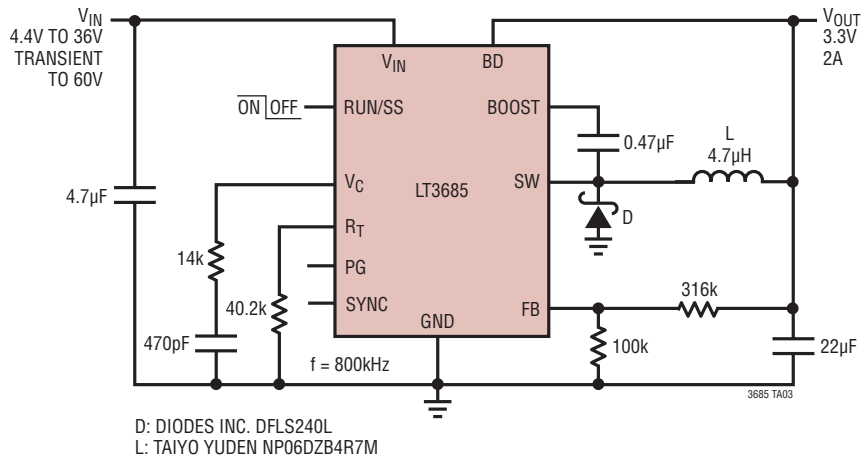 VIN
4.4V TO 36V
TRANSIENT
TO 60V
VOUT
3.3V
2A
VIN
BD
ON OFF
RUN/SS
BOOST
0.47µF
L
4.7µH
4.7µF
VC
LT3685
SW
D
RT
14k
PG
40.2k
SYNC
316k
FB
GND
470pF
f = 800kHz
100k
22µF
3685 TA03
D: DIODES INC. DFLS240L
L: TAIYO YUDEN NP06DZB4R7M